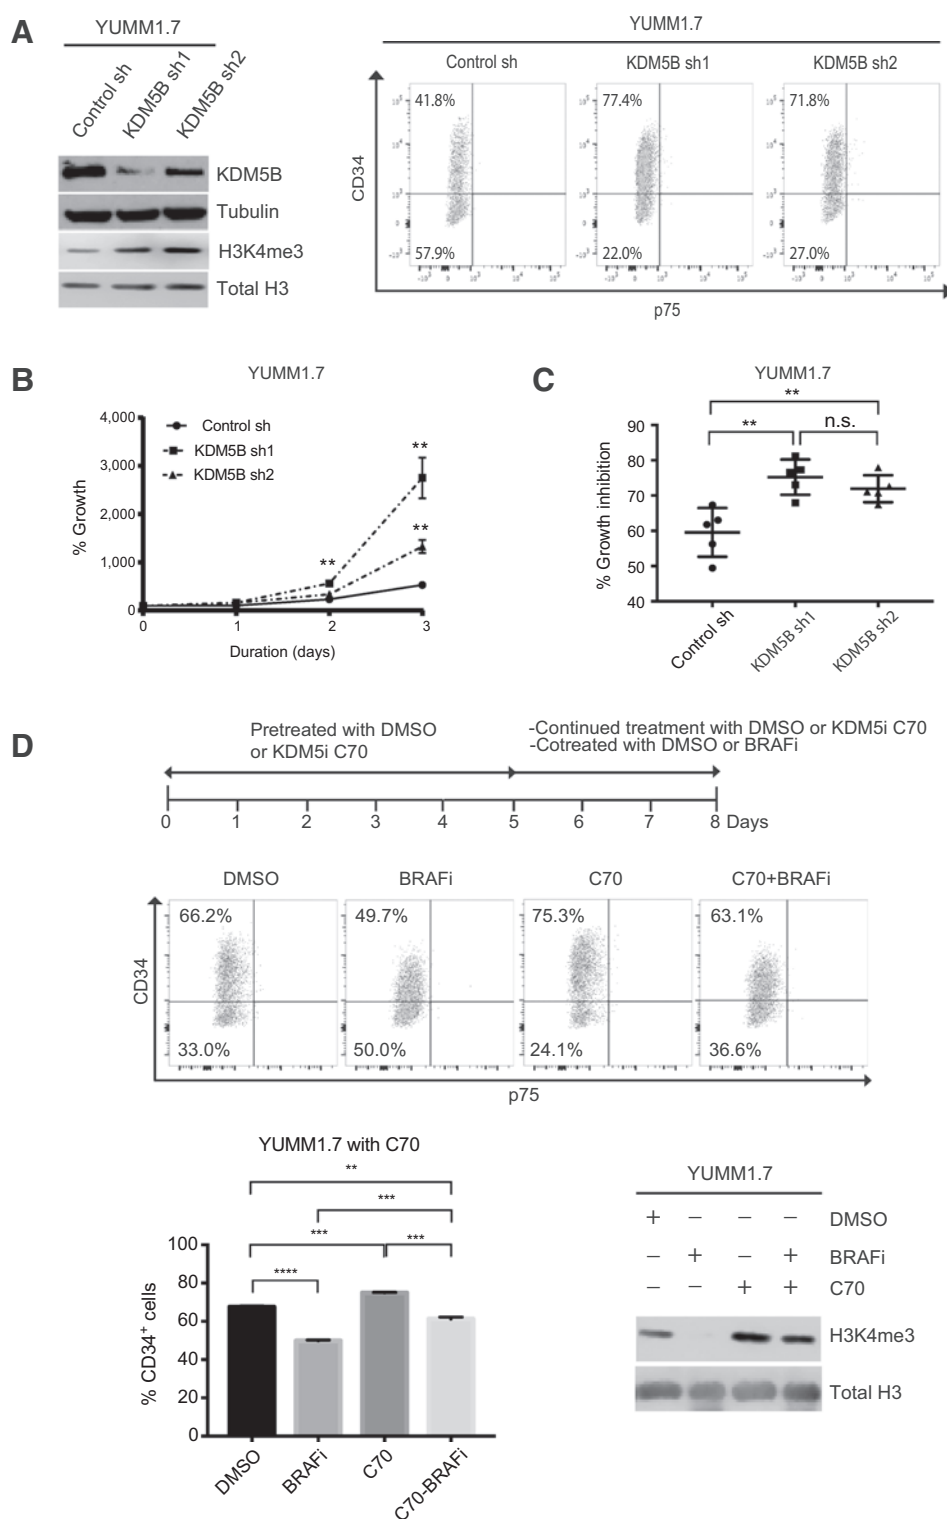 A
YUMM1.7
Control sh
KDM5B sh1
KDM5B sh2
KDM5B
Tubulin
H3K4me3
Total H3
YUMM1.7
Control sh
KDM5B sh1
KDM5B sh2
41.8%
77.4%
71.8%
CD34
57.9%
22.0%
27.0%
p75
B
YUMM1.7
4,000
3,000
2,000
1,000
0
% Growth
Control sh
KDM5B sh1
KDM5B sh2
**
**
**
0
1
2
3
Duration (days)
C
YUMM1.7
**
**
n.s.
90
80
70
60
50
40
% Growth inhibition
Control sh
KDM5B sh1
KDM5B sh2
D
Pretreated with DMSO
or KDM5i C70
-Continued treatment with DMSO or KDM5i C70
-Cotreated with DMSO or BRAFi
0 1 2 3 4 5 6 7 8 Days
DMSO
BRAFi
C70
C70+BRAFi
66.2%
49.7%
75.3%
63.1%
CD34
33.0%
50.0%
24.1%
36.6%
p75
YUMM1.7 with C70
**
***
***
***
****
100
80
60
40
20
0
% CD34+ cells
DMSO
BRAFi
C70
C70-BRAFi
YUMM1.7
+ − − − DMSO
− + − + BRAFi
− − + + C70
H3K4me3
Total H3